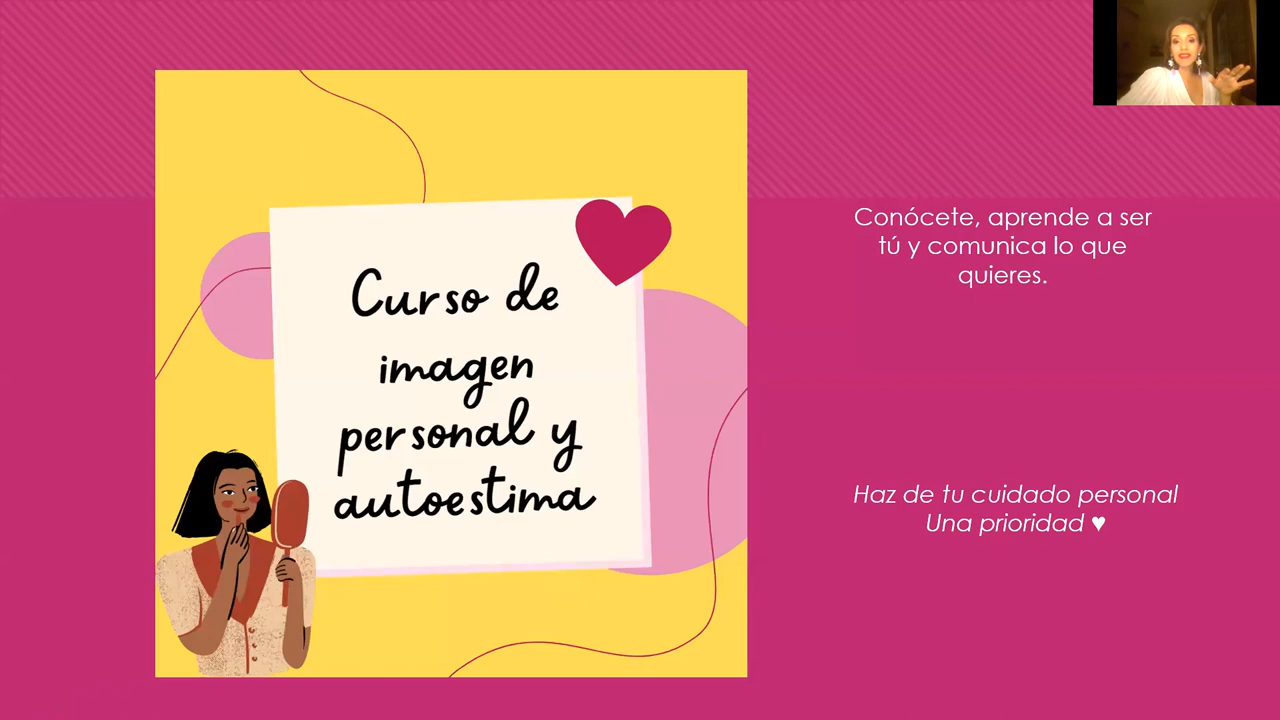 Curso de
imagen
personal y
autoestima
Conócete, aprende a ser
tú y comunica lo que
quieres.
Haz de tu cuidado personal
Una prioridad ♥